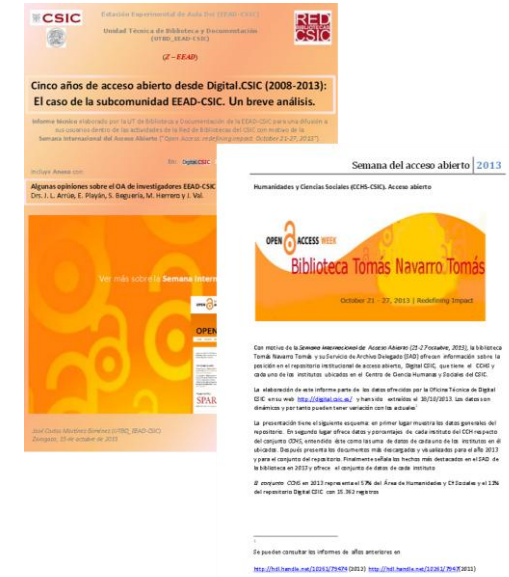 CSIC
Estación Experimental de Aula Dei (EEAD-CSIC)
Unidad Técnica de Biblioteca y Documentación
(UTBD_EEAD-CSIC)
(Z – EEAD)
RED
BIBLIOTECAS
CSIC
Cinco años de acceso abierto desde Digital.CSIC (2008-2013):
El caso de la subcomunidad EEAD-CSIC. Un breve análisis.
Informe técnico elaborado por la UT de Biblioteca y Documentación de la EEAD-CSIC para una difusión a
sus usuarios dentro de las actividades de la Red de Bibliotecas del CSIC con motivo de la
Semana Internacional del Acceso Abierto ("Open Access: redefining impact. October 21-27, 2013")
En: DigitalCSIC
Incluye Anexo con:
Algunas opiniones sobre el OA de investigadores EEAD-CSIC
Drs. J. L. Arrúe, E. Playán, S. Beguería, M. Herrero y J. Val.
Ver más sobre la Semana Intern
OPEN
SPAR
José Carlos Martínez Giménez (UTBD_EEAD-CSIC)
Zaragoza, 15 de octubre de 2013
Semana del acceso abierto 2013
Humanidades y Ciencias Sociales (CCHS-CSIC). Acceso abierto
OPEN ACCESS WEEK
Biblioteca Tomás Navarro Tomás
October 21 - 27, 2013 | Redefining Impact
Con motivo de la Semana Internacional de Acceso Abierto (21-27 octubre, 2013), la biblioteca
Tomás Navarro Tomás y su Servicio de Archivo Delegado (SAD) ofrecen información sobre la
posición en el repositorio institucional de acceso abierto, Digital CSIC, que tiene el CCHS y
cada uno de los institutos ubicados en el Centro de Ciencia Humanas y Sociales del CSIC.
La elaboración de este informe parte de los datos ofrecidos por la Oficina Técnica de Digital
CSIC en su web http://digital.csic.es/ y han sido extraídos el 10/10/2013. Los datos son
dinámicos y por tanto pueden tener variación con los actuales
La presentación tiene el siguiente esquema: en primer lugar muestra los datos generales del
repositorio. En segundo lugar ofrece datos y porcentajes de cada instituto del CCH respecto
del conjunto CCHS, entendido éste como la suma de datos de cada uno de los institutos en él
ubicados. Después presenta los documentos más descargados y visualizados para el año 2013
y para el conjunto del repositorio. Finalmente señala los hechos más destacados en el SAD de
la biblioteca en 2013 y ofrece el conjunto de datos de cada instituto
El conjunto CCHS en 2013 representa el 57% del Área de Humanidades y CY Sociales y el 12%
del repositorio Digital CSIC con 15.362 registros
Se pueden consultar los informes de años anteriores en
http://hdl.handle.net/10261/79474 (2012) http://hdl.handle.net/10261/7947(2011)